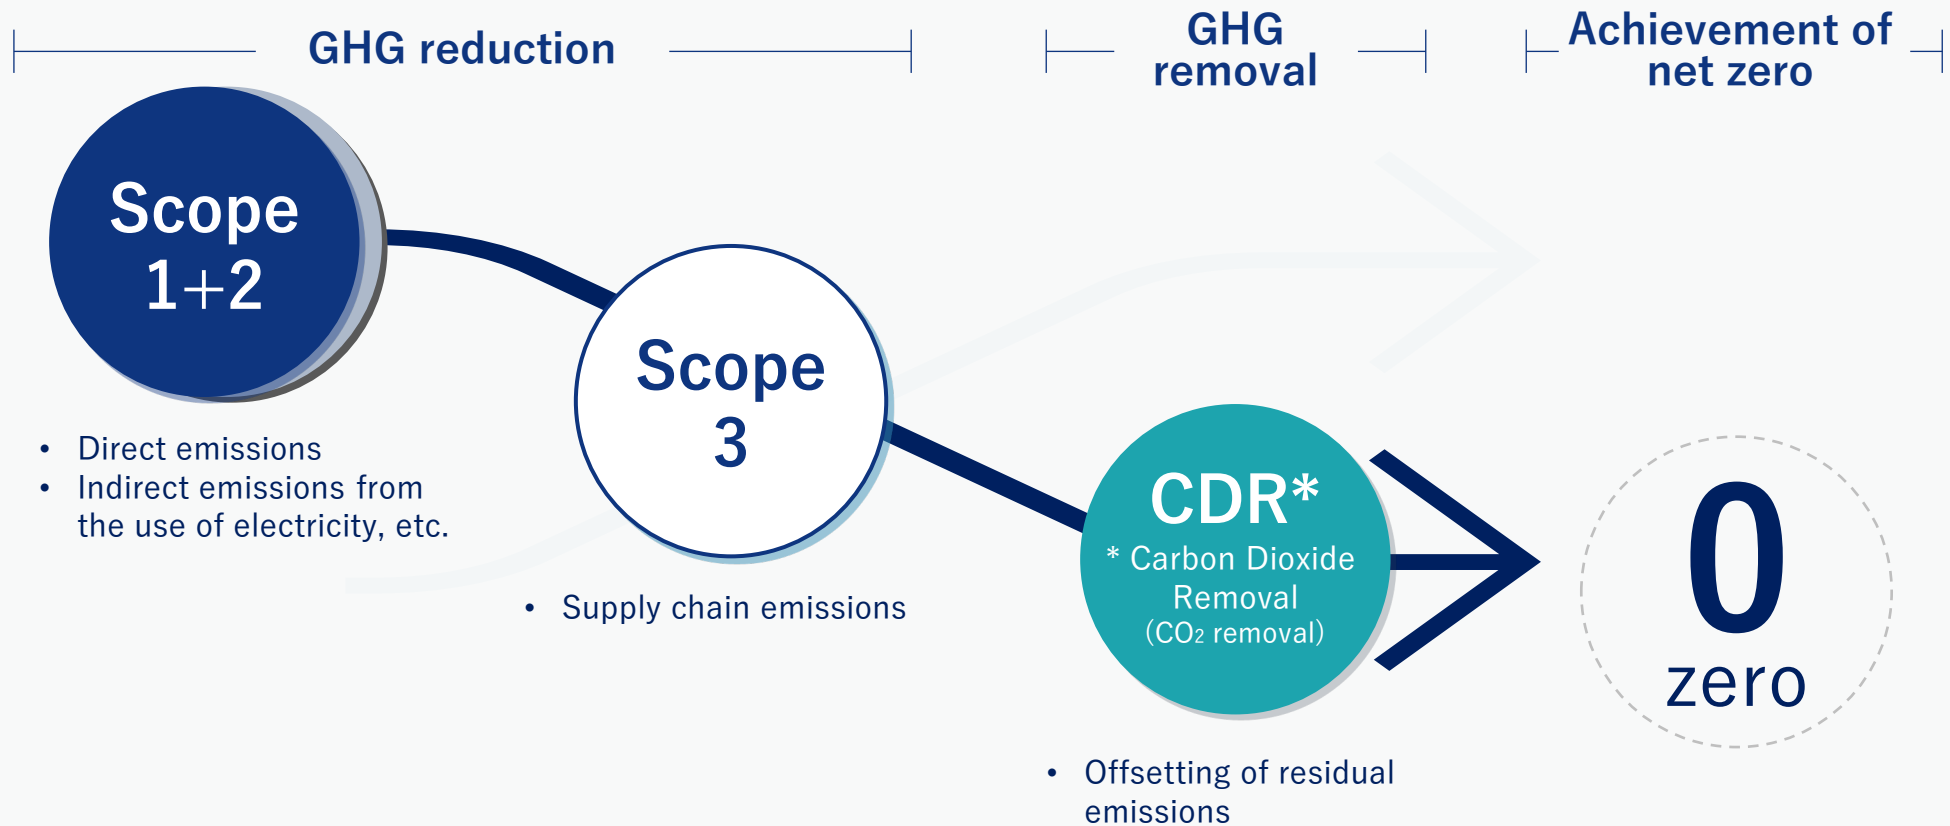 GHG reduction
GHG
removal
Achievement of
net zero
Scope
1+2
• Direct emissions
• Indirect emissions from
the use of electricity, etc.
Scope
3
• Supply chain emissions
CDR*
* Carbon Dioxide
Removal
(CO₂ removal)
• Offsetting of residual
emissions
0
zero